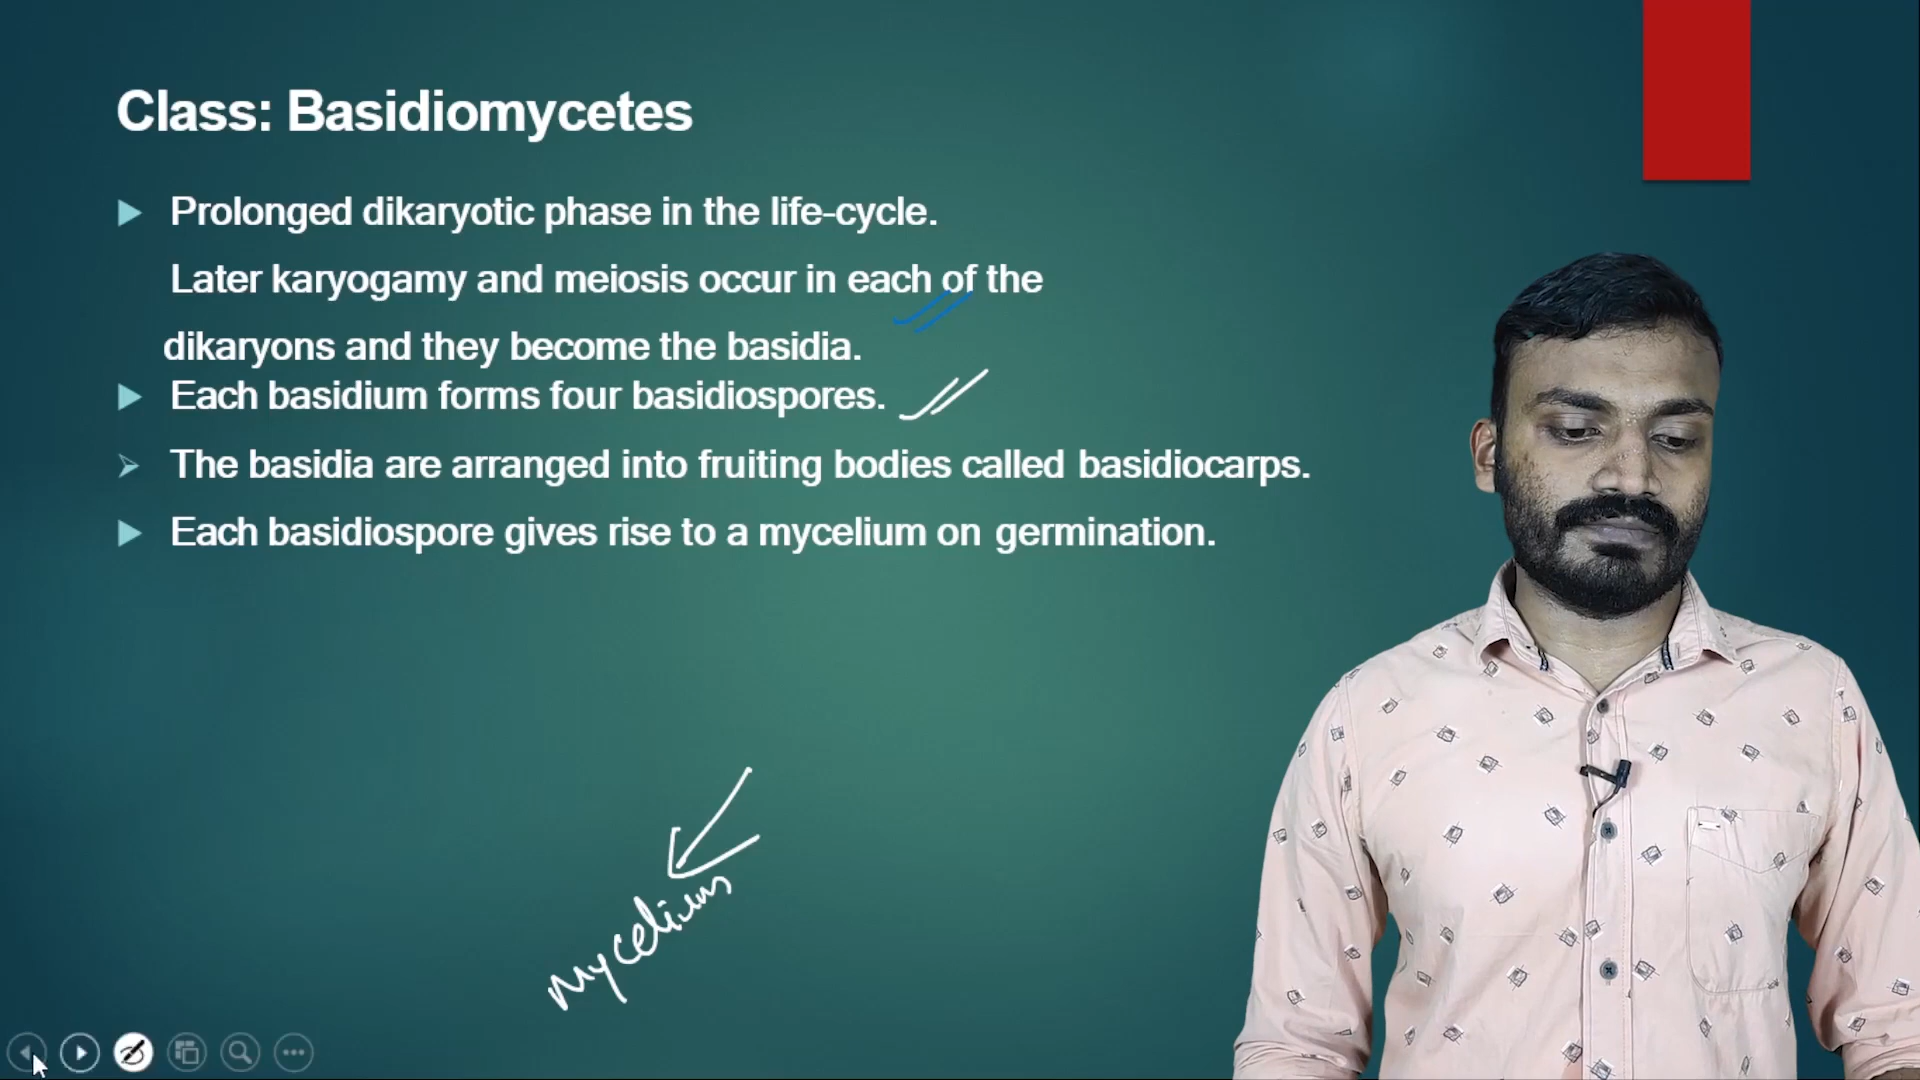 Class: Basidiomycetes
Prolonged dikaryotic phase in the life-cycle.
Later karyogamy and meiosis occur in each of the
dikaryons and they become the basidia.
Each basidium forms four basidiospores.
The basidia are arranged into fruiting bodies called basidiocarps.
Each basidiospore gives rise to a mycelium on germination.
Mycelium